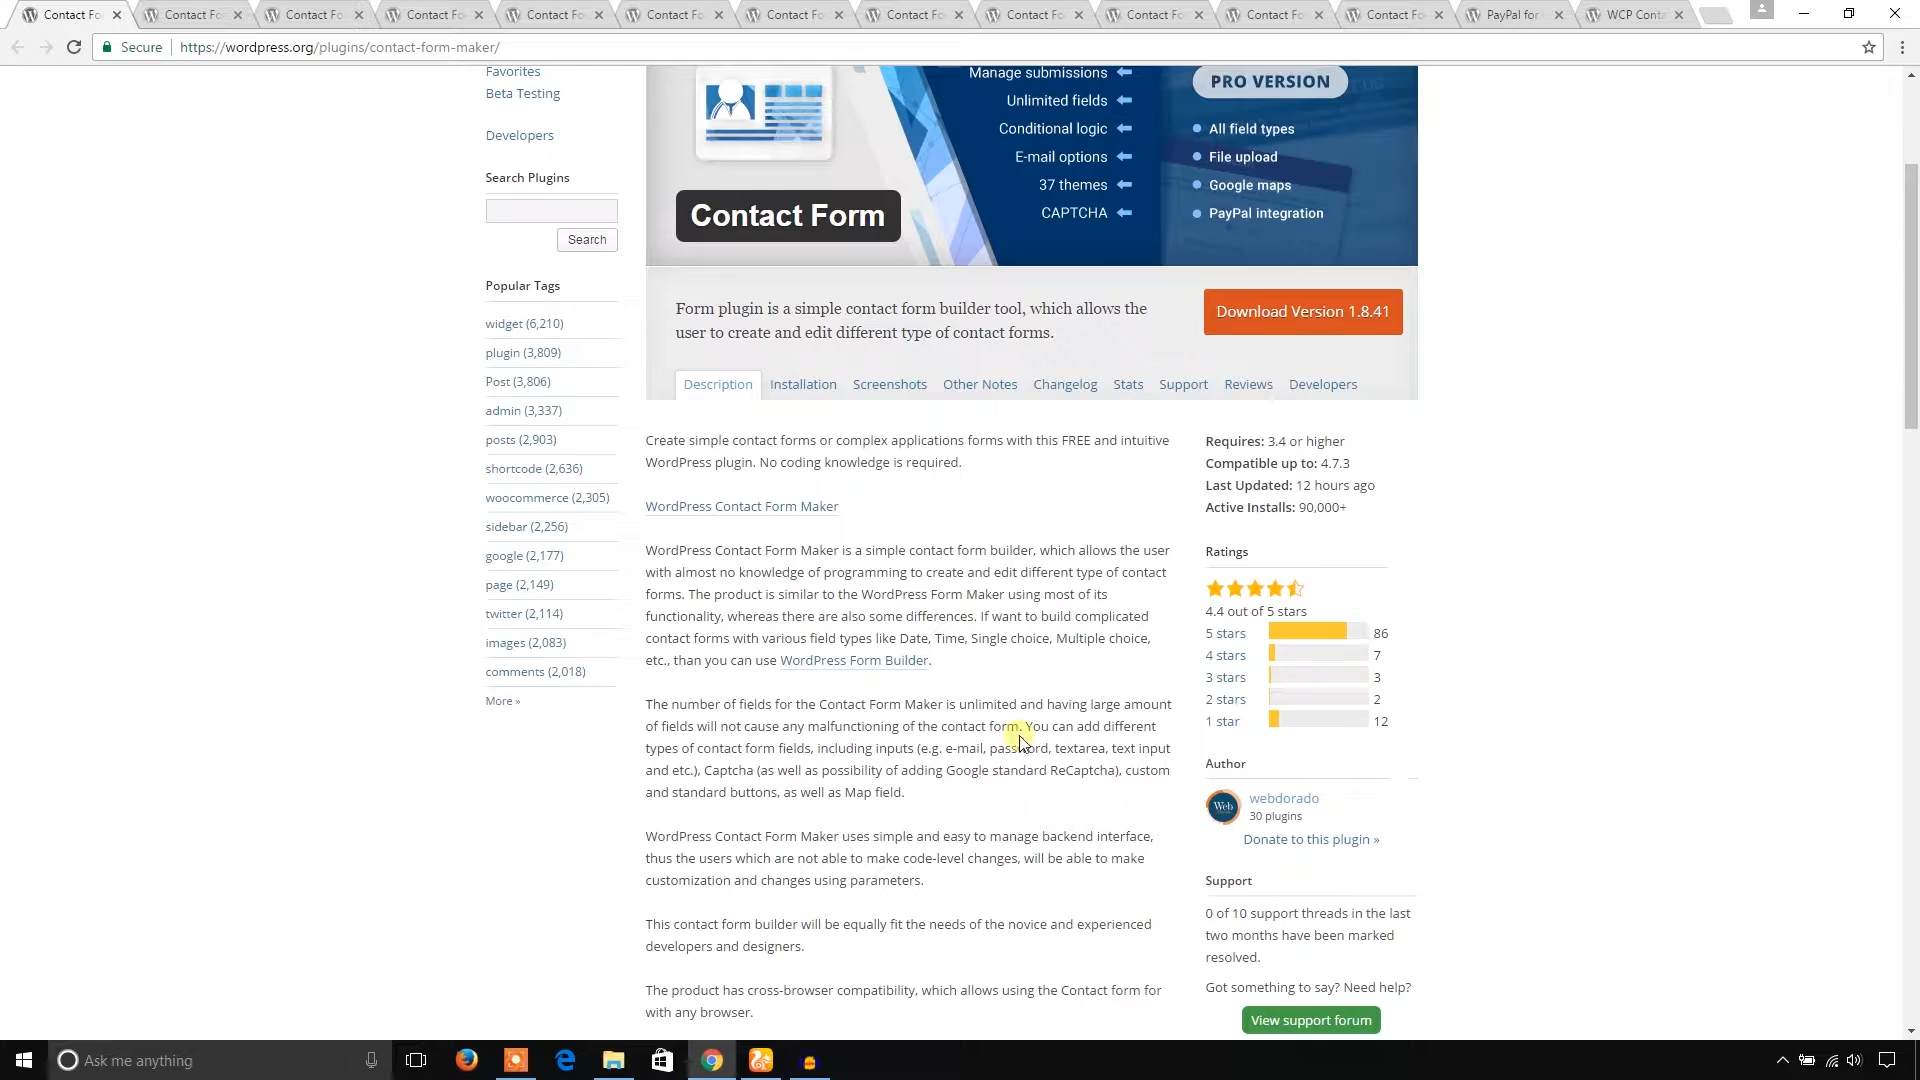 Contact Fo
Contact Fo
Contact Fo
Contact Fo
Contact Fo
Contact Fo
Contact Fo
Contact Fo
Contact Fo
Contact Fo
Contact Fo
Contact Fo
PayPal for
WCP Conta
Secure
https://wordpress.org/plugins/contact-form-maker/
Favorites
Beta Testing
Developers
Search Plugins
Search
Popular Tags
widget (6,210)
plugin (3,809)
Post (3,806)
admin (3,337)
posts (2,903)
shortcode (2,636)
woocommerce (2,305)
sidebar (2,256)
google (2,177)
page (2,149)
twitter (2,114)
images (2,083)
comments (2,018)
More »
Contact Form
Manage submissions
Unlimited fields
Conditional logic
E-mail options
37 themes
CAPTCHA
PRO VERSION
All field types
File upload
Google maps
PayPal integration
Form plugin is a simple contact form builder tool, which allows the
user to create and edit different type of contact forms.
Download Version 1.8.41
Description Installation Screenshots Other Notes Changelog Stats Support Reviews Developers
Create simple contact forms or complex applications forms with this FREE and intuitive
WordPress plugin. No coding knowledge is required.
WordPress Contact Form Maker
WordPress Contact Form Maker is a simple contact form builder, which allows the user
with almost no knowledge of programming to create and edit different type of contact
forms. The product is similar to the WordPress Form Maker using most of its
functionality, whereas there are also some differences. If want to build complicated
contact forms with various field types like Date, Time, Single choice, Multiple choice,
etc., than you can use WordPress Form Builder.
The number of fields for the Contact Form Maker is unlimited and having large amount
of fields will not cause any malfunctioning of the contact form. You can add different
types of contact form fields, including inputs (e.g. e-mail, password, textarea, text input
and etc.), Captcha (as well as possibility of adding Google standard ReCaptcha), custom
and standard buttons, as well as Map field.
WordPress Contact Form Maker uses simple and easy to manage backend interface,
thus the users which are not able to make code-level changes, will be able to make
customization and changes using parameters.
This contact form builder will be equally fit the needs of the novice and experienced
developers and designers.
The product has cross-browser compatibility, which allows using the Contact form for
with any browser.
Requires: 3.4 or higher
Compatible up to: 4.7.3
Last Updated: 12 hours ago
Active Installs: 90,000+
Ratings
4.4 out of 5 stars
5 stars 86
4 stars 7
3 stars 3
2 stars 2
1 star 12
Author
Web
webdorado
30 plugins
Donate to this plugin »
Support
0 of 10 support threads in the last
two months have been marked
resolved.
Got something to say? Need help?
View support forum
Ask me anything